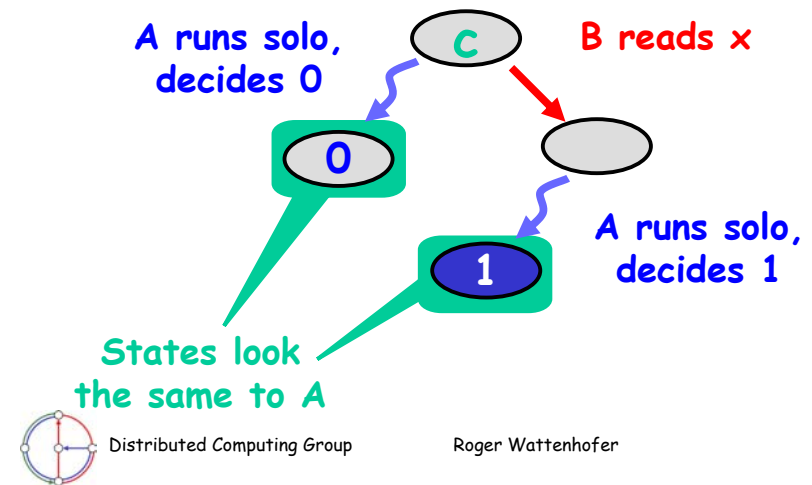 A runs solo,
decides 0
c
B reads x
0
A runs solo,
decides 1
1
States look
the same to A
Distributed Computing Group
Roger Wattenhofer